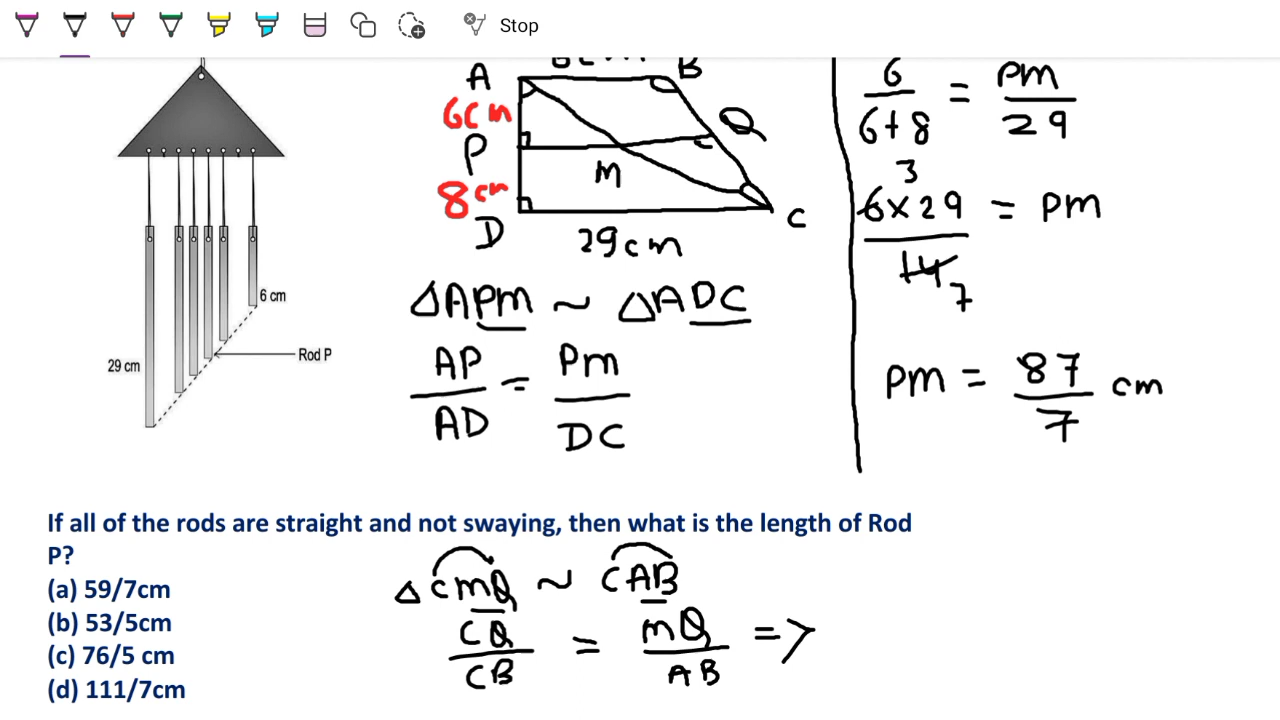 Stop
6 cm
29 cm
Rod P
A
B
6cm
P
Q
M
8cm
D
C
29cm
△APM ~ △ADC
AP/AD = PM/DC
6/6+8 = PM/29
3
6×29/14 = PM
7
PM = 87/7 cm
If all of the rods are straight and not swaying, then what is the length of Rod
P?
(a) 59/7cm
(b) 53/5cm
(c) 76/5 cm
(d) 111/7cm
△CMQ ~ CAB
CQ/CB = MQ/AB =>